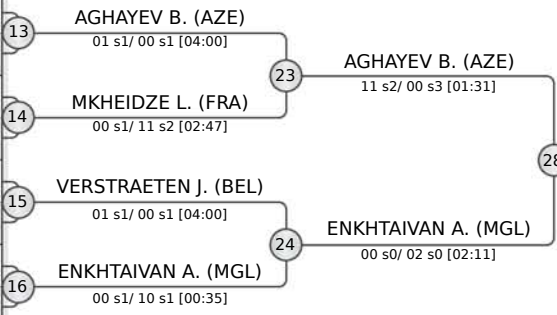 AGHAYEV B. (AZE)
13
01 s1/ 00 s1 [04:00]
AGHAYEV B. (AZE)
23
11 s2/ 00 s3 [01:31]
MKHEIDZE L. (FRA)
14
00 s1/ 11 s2 [02:47]
28
VERSTRAETEN J. (BEL)
15
01 s1/ 00 s1 [04:00]
ENKHTAIVAN A. (MGL)
24
00 s0/ 02 s0 [02:11]
ENKHTAIVAN A. (MGL)
16
00 s1/ 10 s1 [00:35]